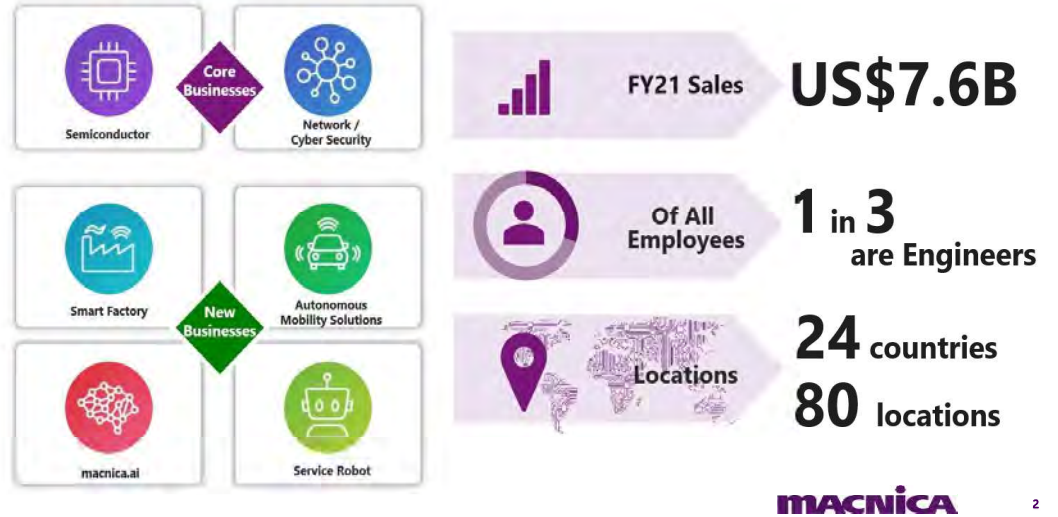 Semiconductor
Core
Businesses
Network /
Cyber Security
Smart Factory
New
Businesses
Autonomous
Mobility Solutions
macnica.ai
Service Robot
FY21 Sales
US$7.6B
Of All
Employees
1 in 3
are Engineers
Locations
24 countries
80 locations
macnica
2